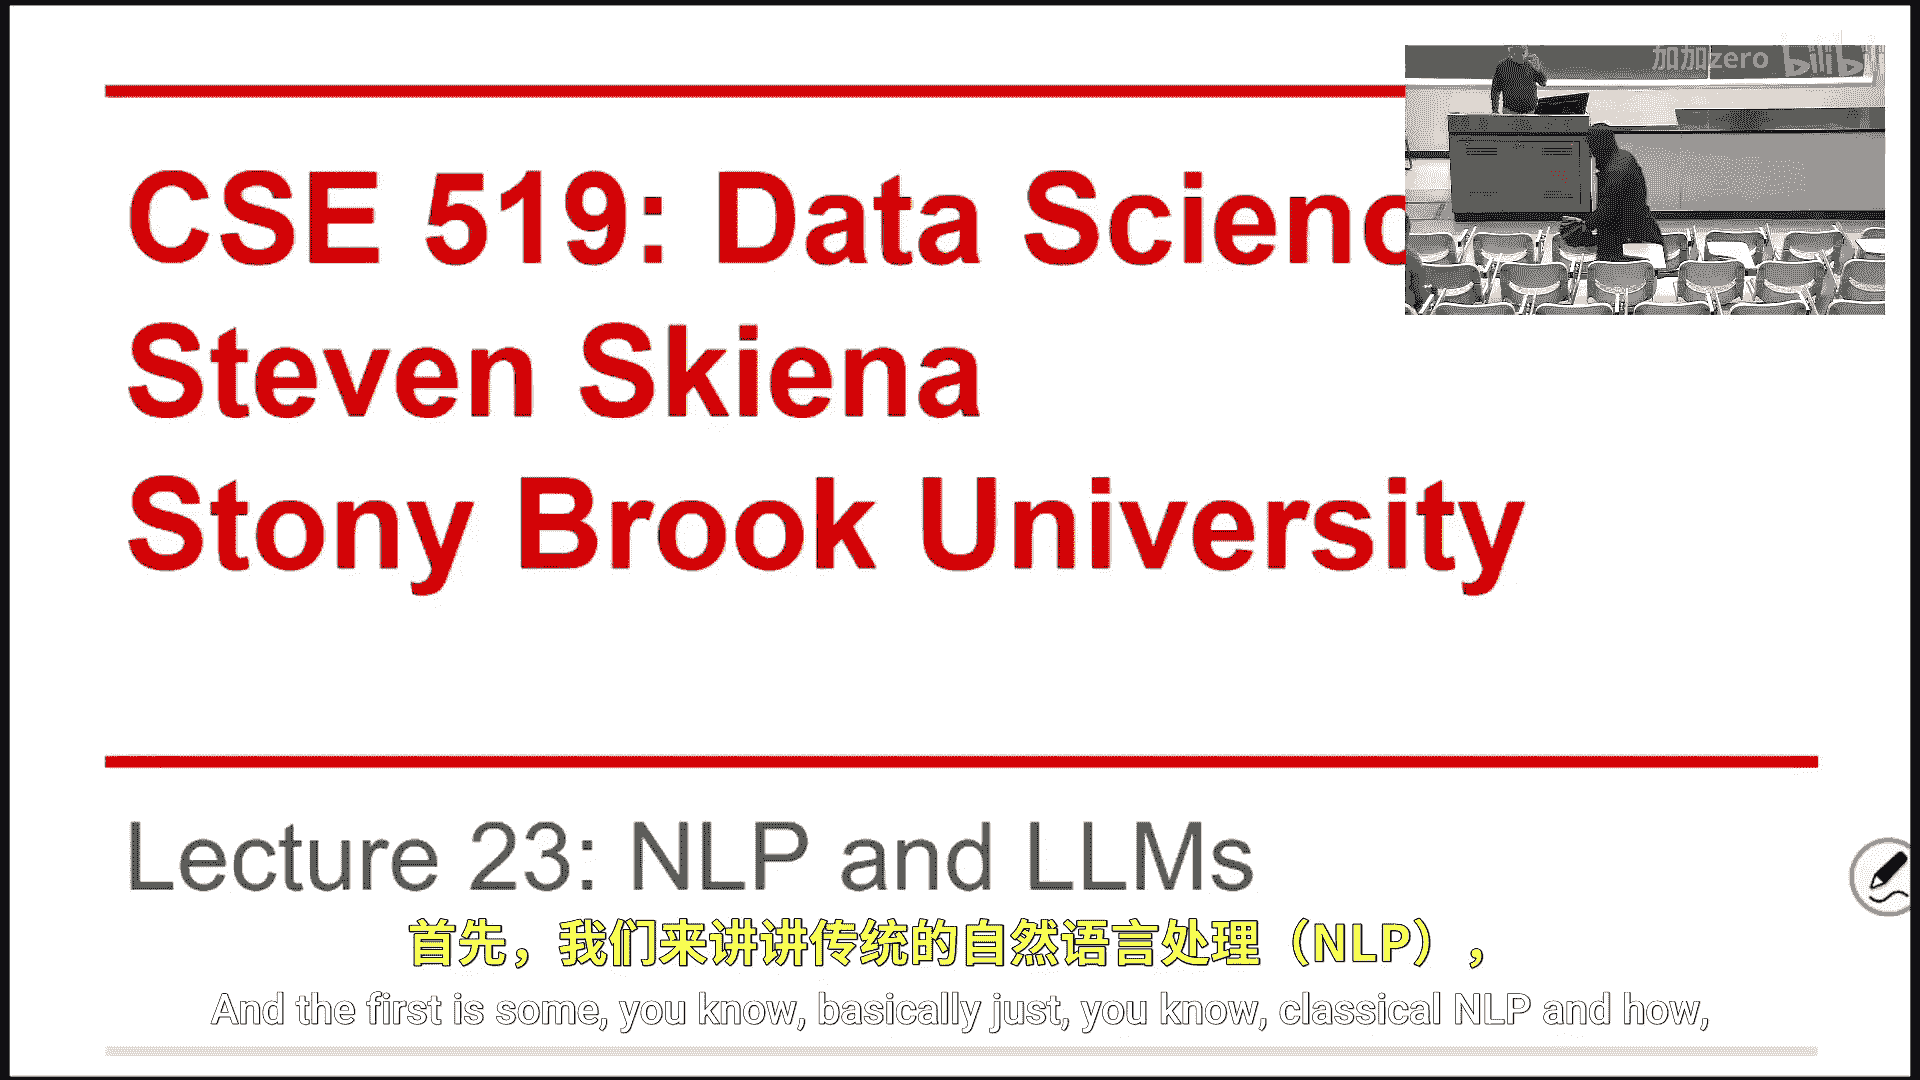 加加zero bilibili
CSE 519: Data Scienc
Steven Skiena
Stony Brook University
Lecture 23: NLP and LLMs
首先，我们来讲讲传统的自然语言处理（NLP），
And the first is some, you know, basically just, you know, classical NLP and how,